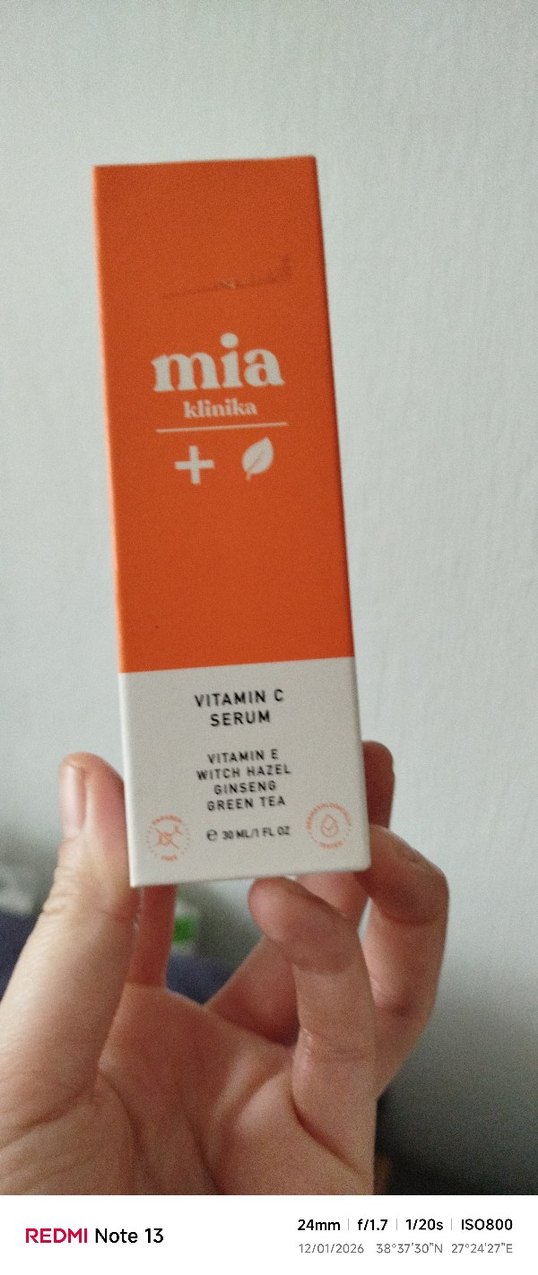 mia
klinika
VITAMIN C
SERUM
VITAMIN E
WITCH HAZEL
GINSENG
GREEN TEA
℮ 30 ML/1 FL OZ
REDMI Note 13
24mm | f/1.7 | 1/20s | ISO800
12/01/2026 38°37'30"N 27°24'27"E